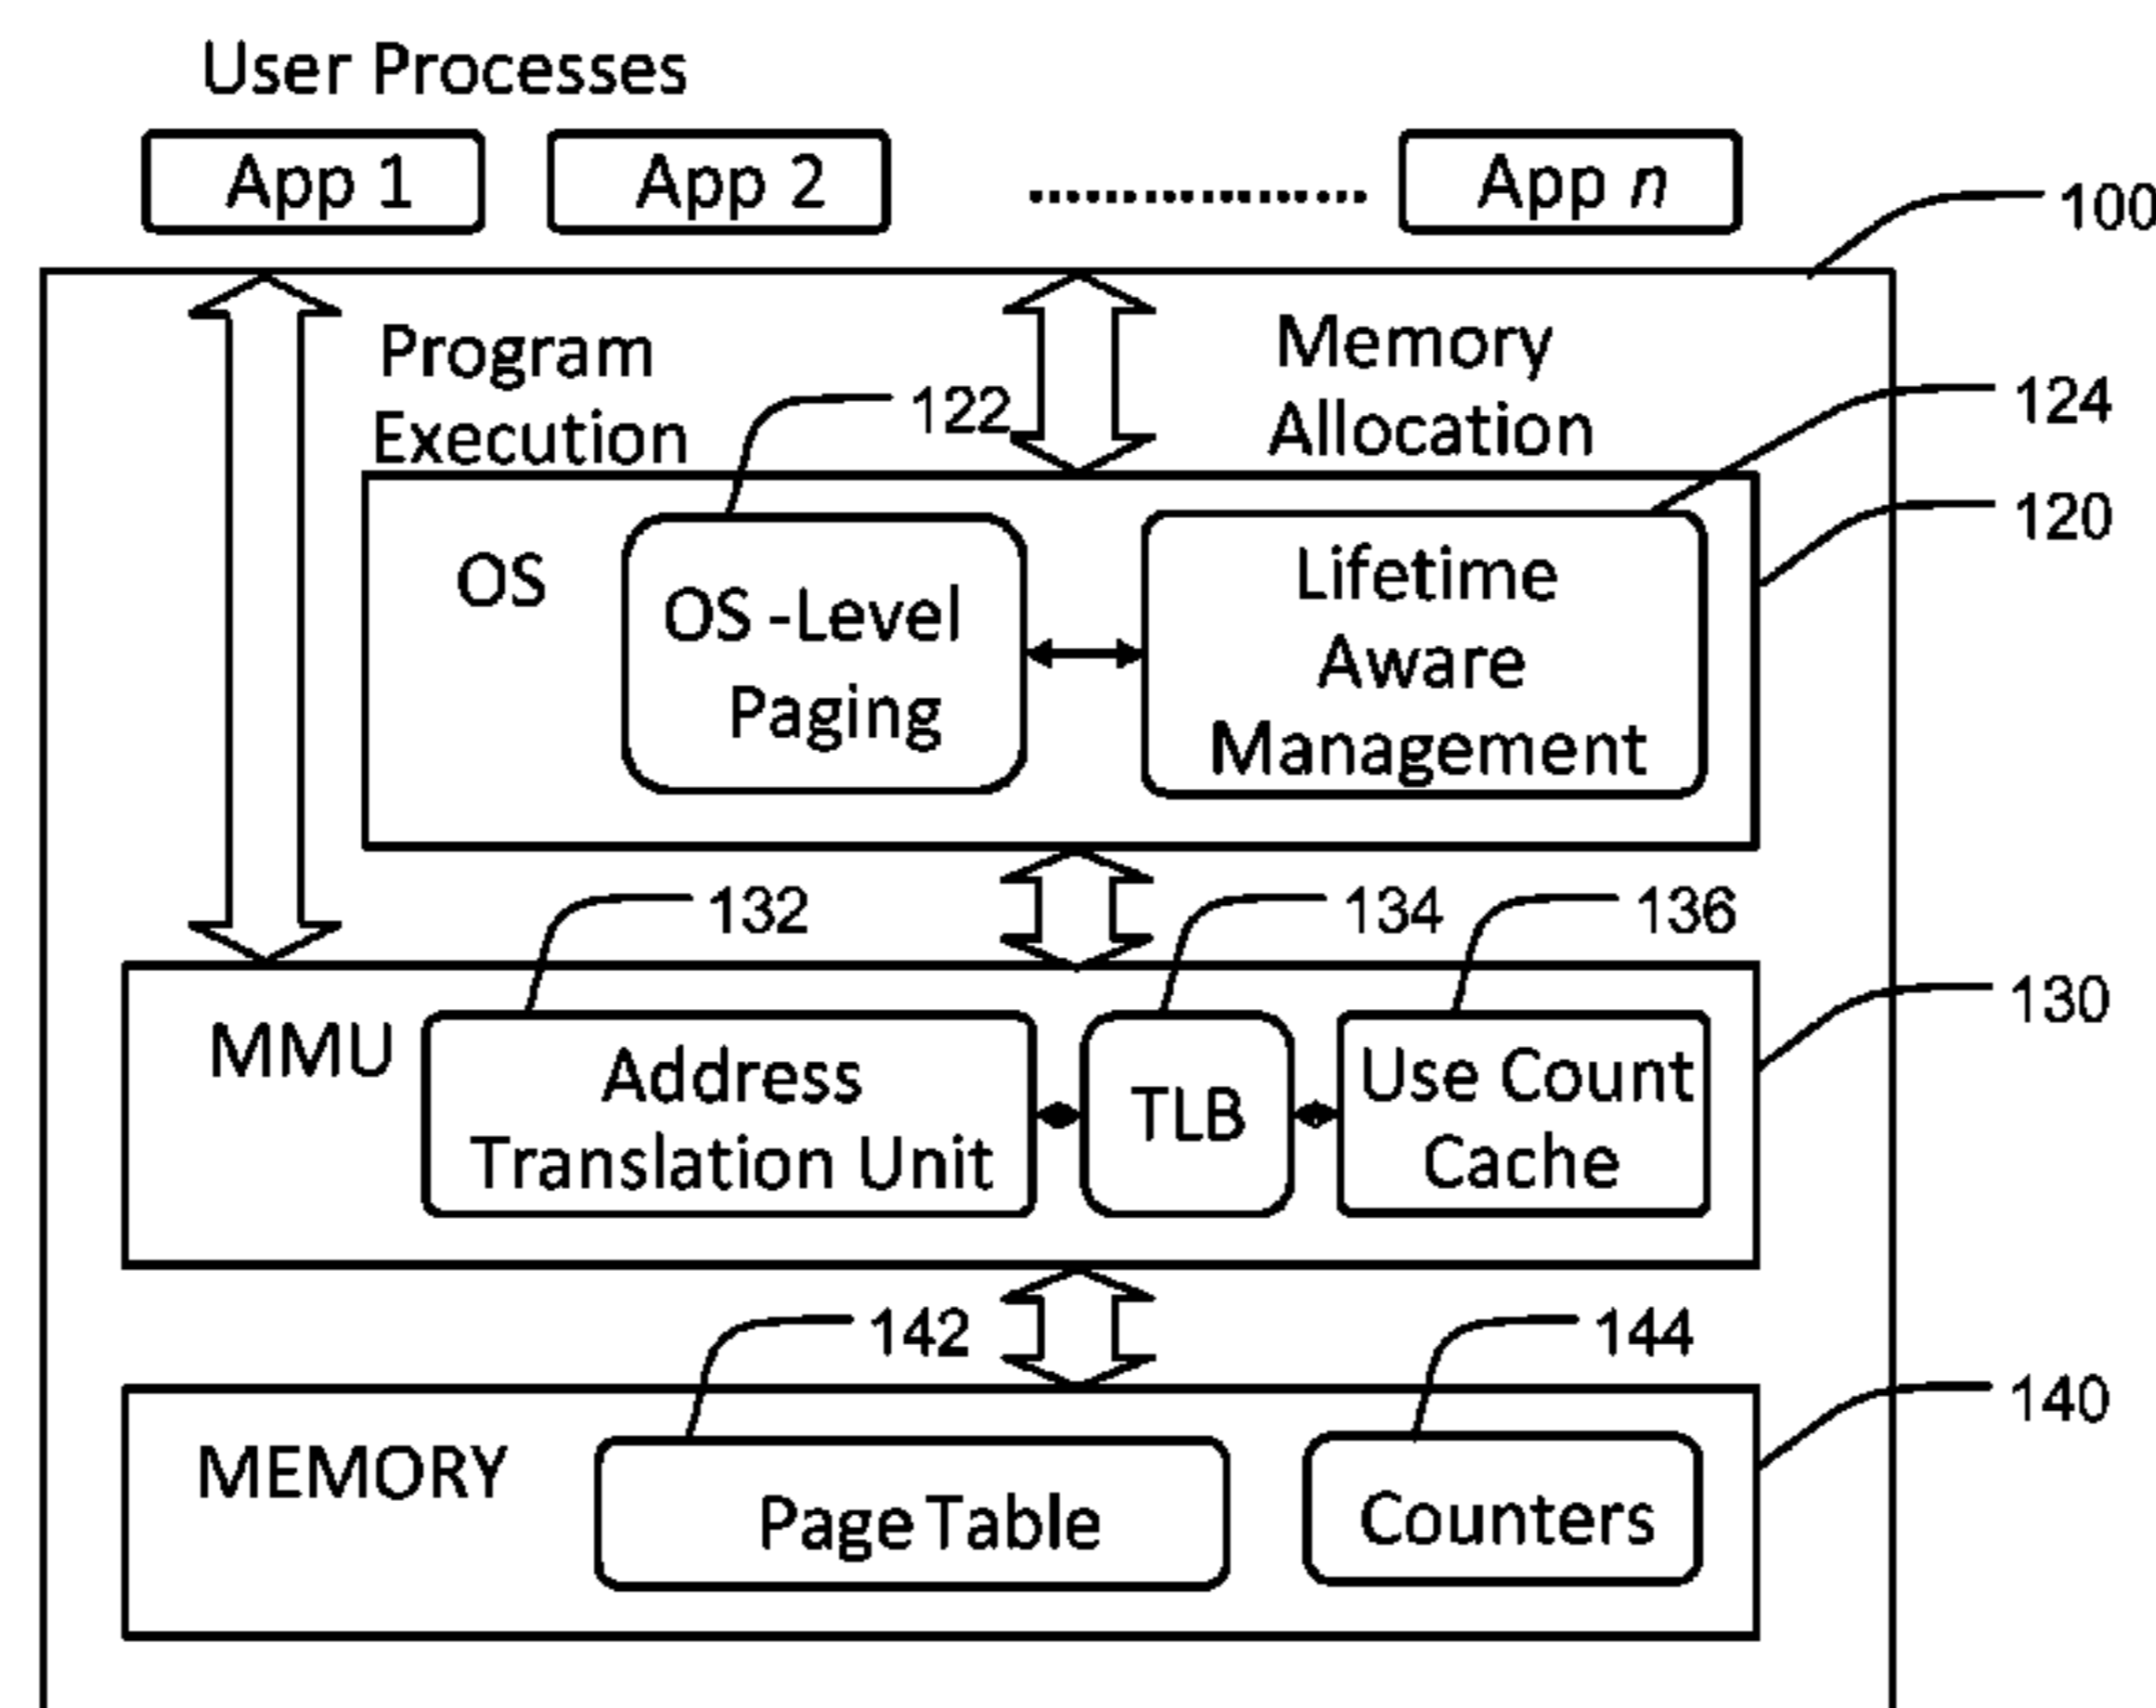 User Processes
App 1
App 2
App n
100
Program
Execution
Memory
Allocation
122
124
120
OS
OS -Level
Paging
Lifetime
Aware
Management
132
134
136
130
MMU
Address
Translation Unit
TLB
Use Count
Cache
142
144
140
MEMORY
Page Table
Counters